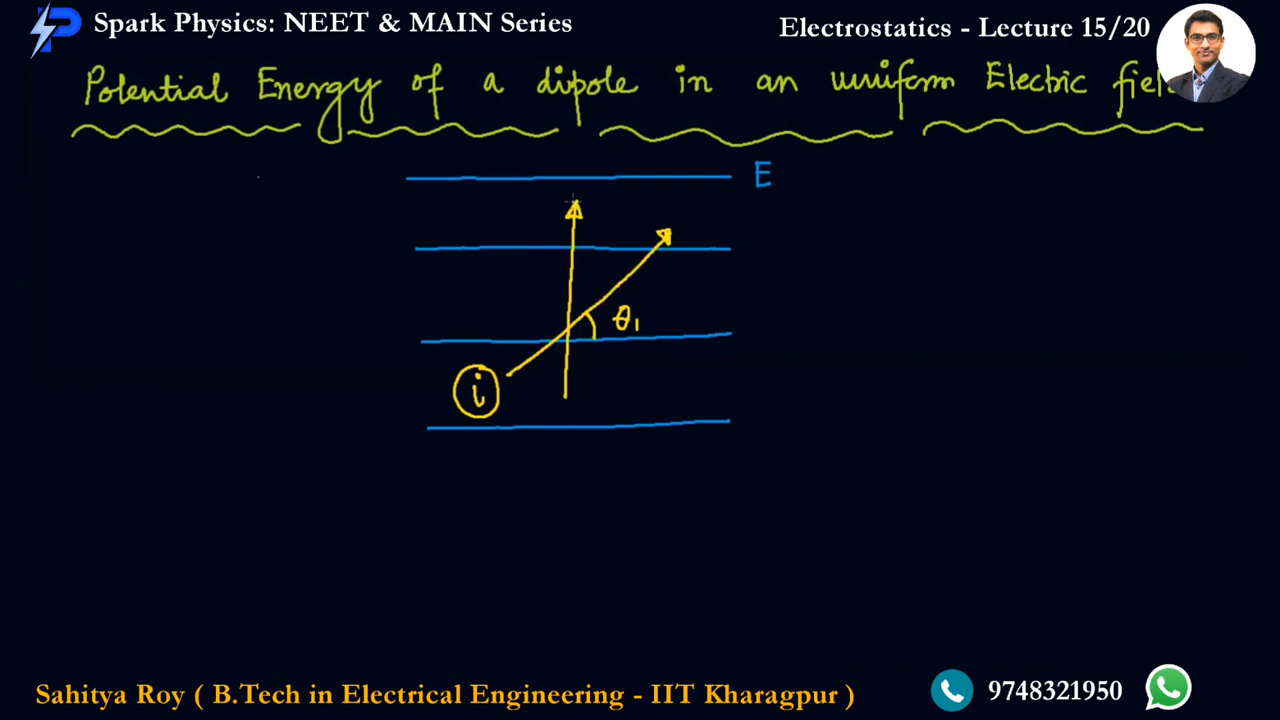 Spark Physics: NEET & MAIN Series
Electrostatics - Lecture 15/20
Potential Energy of a dipole in an uniform Electric
E
θ₁
i
Sahitya Roy ( B.Tech in Electrical Engineering - IIT Kharagpur )
9748321950